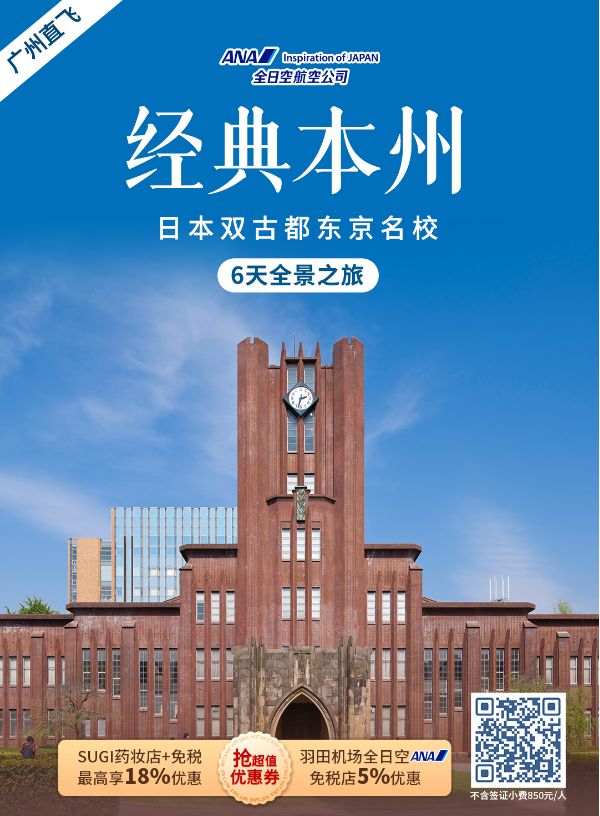 广州直飞
ANA Inspiration of JAPAN
全日空航空公司
经典本州
日本双古都东京名校
6天全景之旅
SUGI药妆店+免税
最高享18%优惠
抢超值
优惠券
羽田机场全日空ANA
免税店5%优惠
不含签证小费850元/人